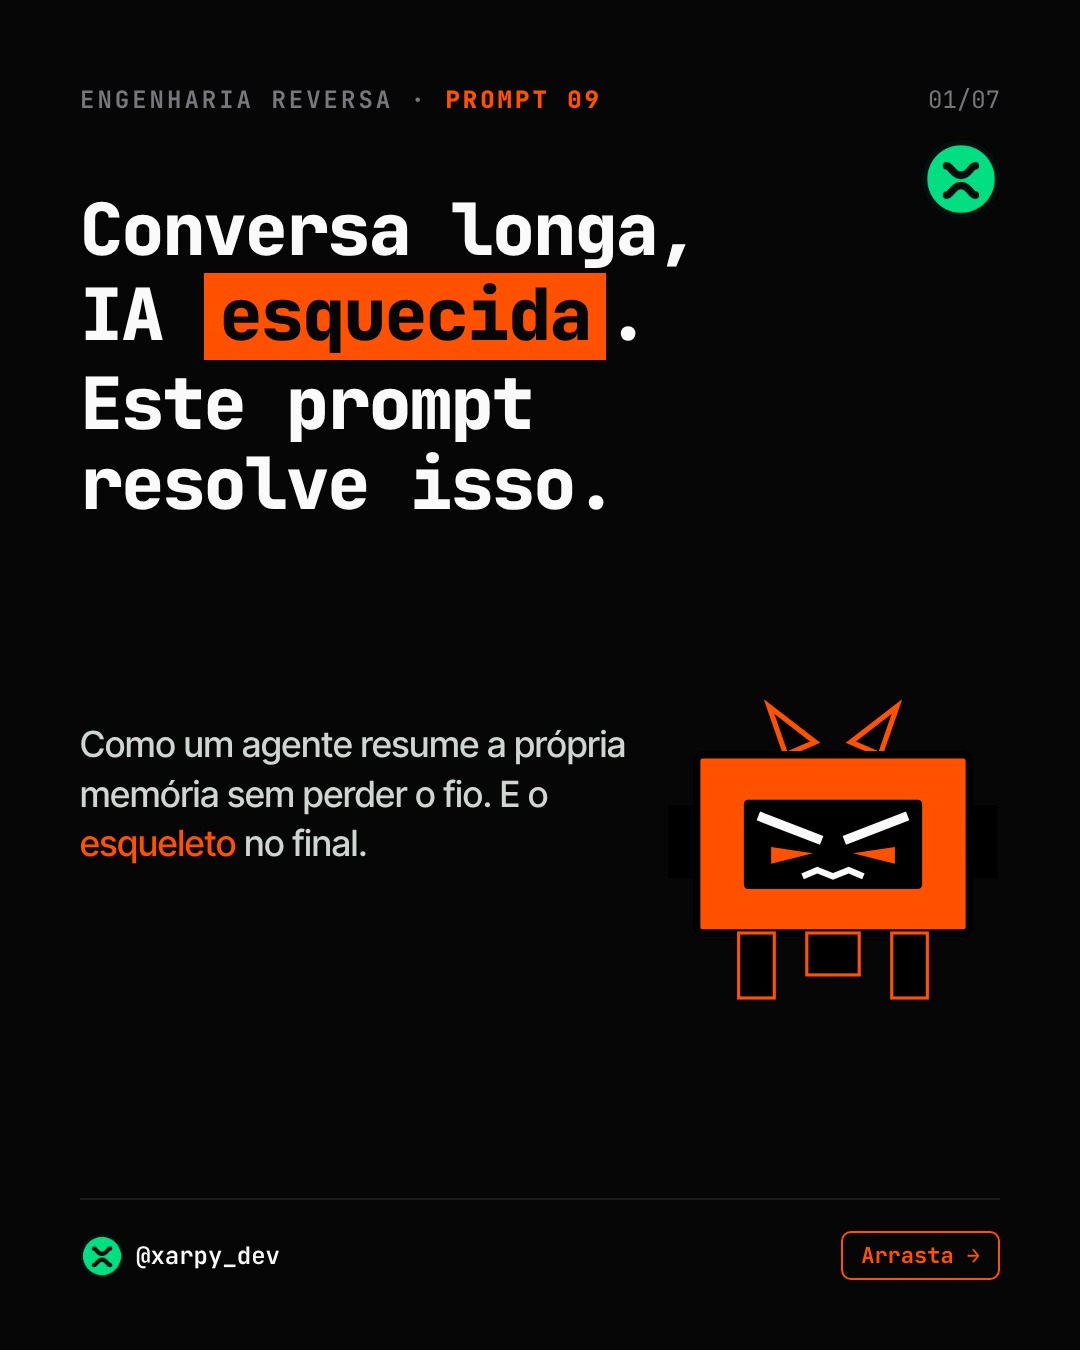 ENGENHARIA REVERSA · PROMPT 09
01/07
Conversa longa,
IA esquecida.
Este prompt
resolve isso.
Como um agente resume a própria
memória sem perder o fio. E o
esqueleto no final.
@xarpy_dev
Arrasta →